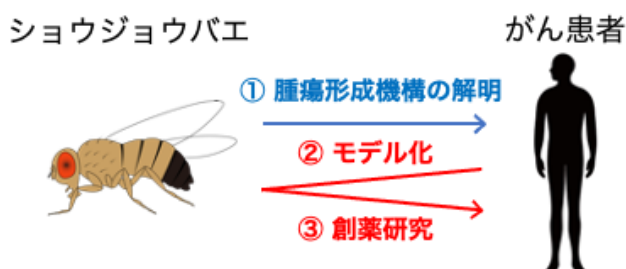 ショウジョウバエ
がん患者
① 腫瘍形成機構の解明
② モデル化
③ 創薬研究